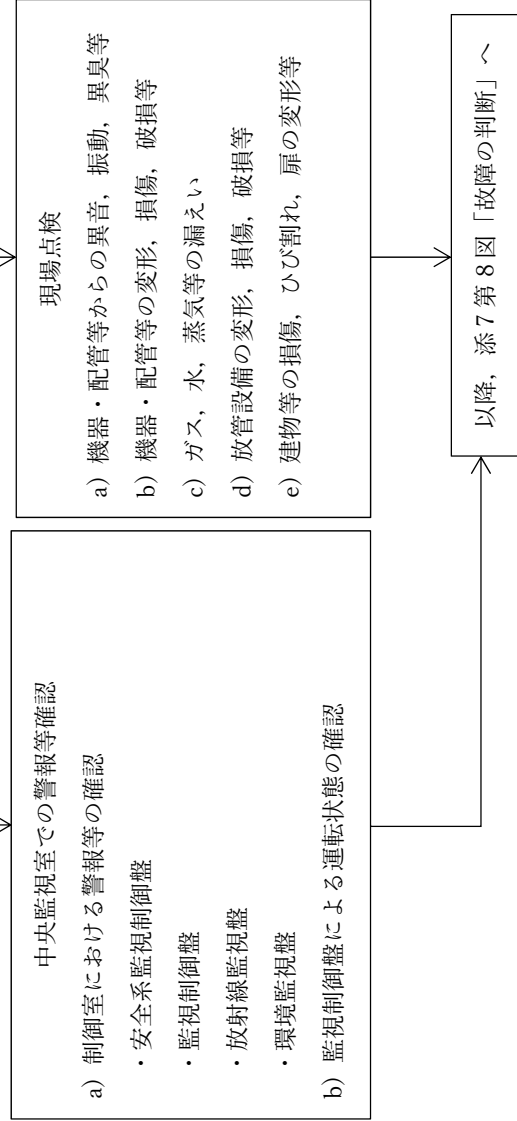 中央監視室での警報等確認
a) 制御室における警報等の確認
・安全系監視制御盤
・監視制御盤
・放射線監視盤
・環境監視盤
b) 監視制御盤による運転状態の確認
現場点検
a) 機器・配管等からの異音，振動，異臭等
b) 機器・配管等の変形，損傷，破損等
c) ガス，水，蒸気等の漏えい
d) 放管設備の変形，損傷，破損等
e) 建物等の損傷，ひび割れ，扉の変形等
以降，添７第８図「故障の判断」へ